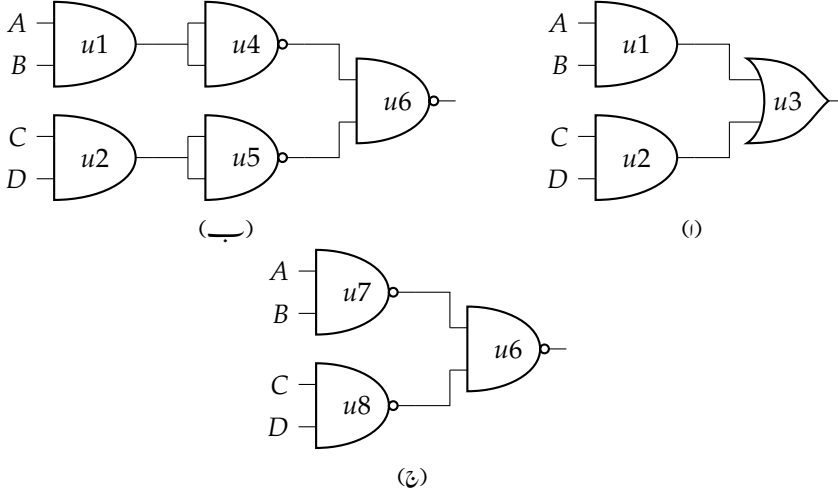 A u1 u4 A u1
B u6 B u3
C u2 u5 C u2
D D
(ب) (ا)
A u7
B u6
C u8
D
(ج)